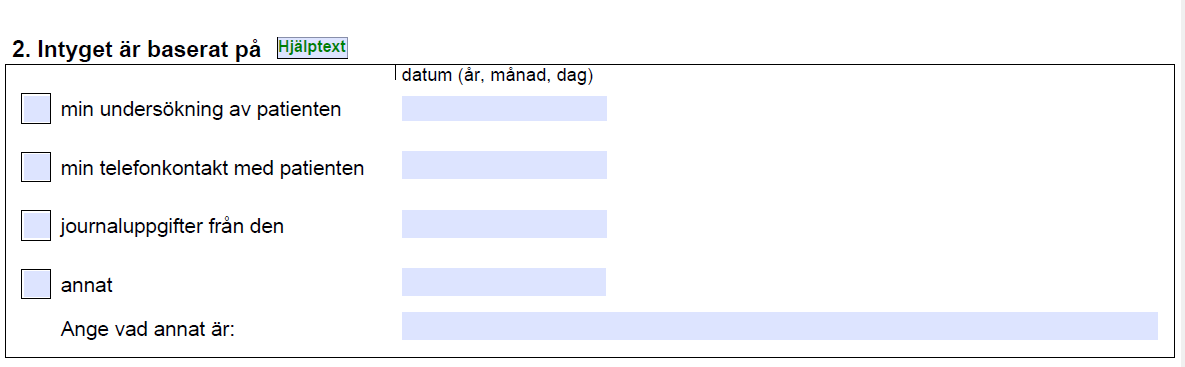 2. Intyget är baserat på Hjälptext
datum (år, månad, dag)
min undersökning av patienten
min telefonkontakt med patienten
journaluppgifter från den
annat
Ange vad annat är: